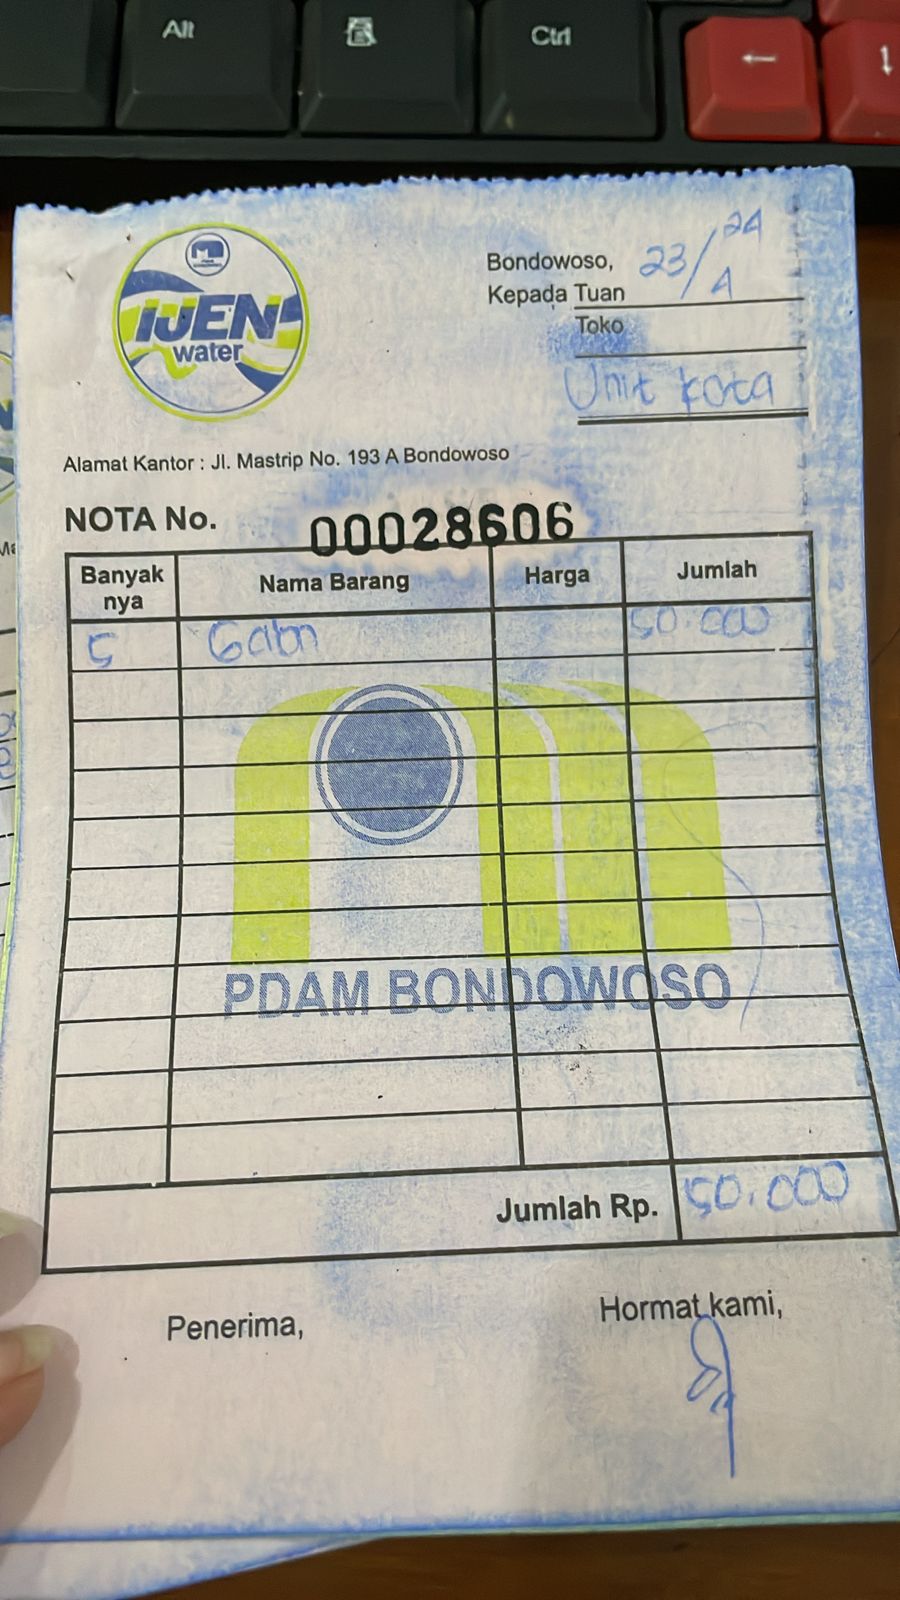 Alt
Ctrl
←
IJEN
water
Bondowoso, 23/4 24
Kepada Tuan
Toko
Unit kota
Alamat Kantor : Jl. Mastrip No. 193 A Bondowoso
NOTA No. 00028606
Banyak nya Nama Barang Harga Jumlah
5 Galon 50.000
PDAM BONDOWOSO
Jumlah Rp. 50.000
Penerima, Hormat kami,